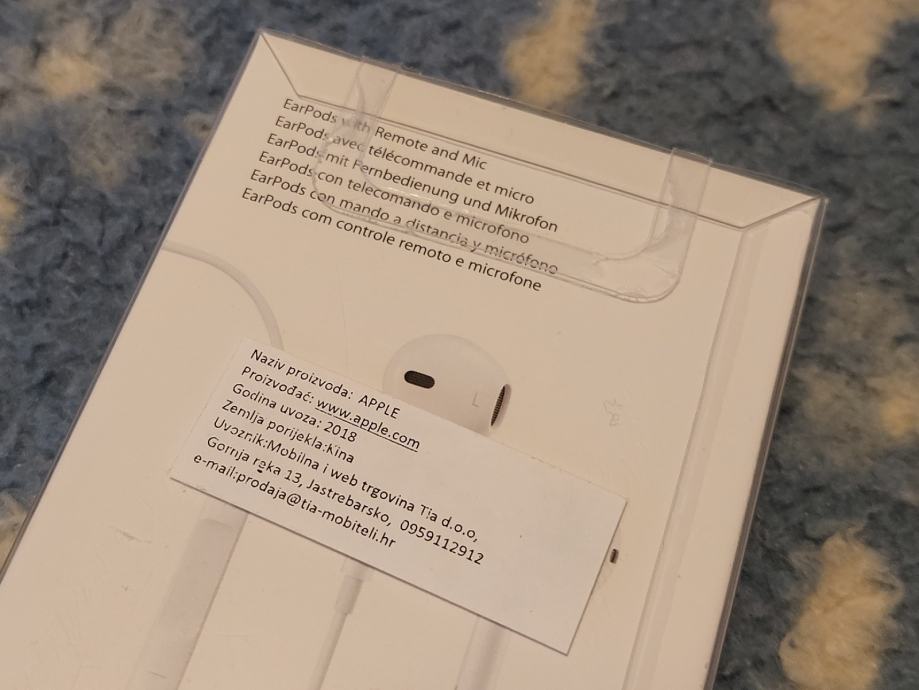 EarPods with Remote and Mic
EarPods avec télécommande et micro
EarPods mit Fernbedienung und Mikrofon
EarPods con telecomando e microfono
EarPods con mando a distancia y micrófono
EarPods com controle remoto e microfone
L
Naziv proizvoda: APPLE
Proizvođać: www.apple.com
Godina uvoza: 2018
Zemlja porijekla:Kina
Uvoznik:Mobilna i web trgovina Tia d.o.o,
Gornja reka 13, Jastrebarsko, 0959112912
e-mail:prodaja@tia-mobiteli.hr